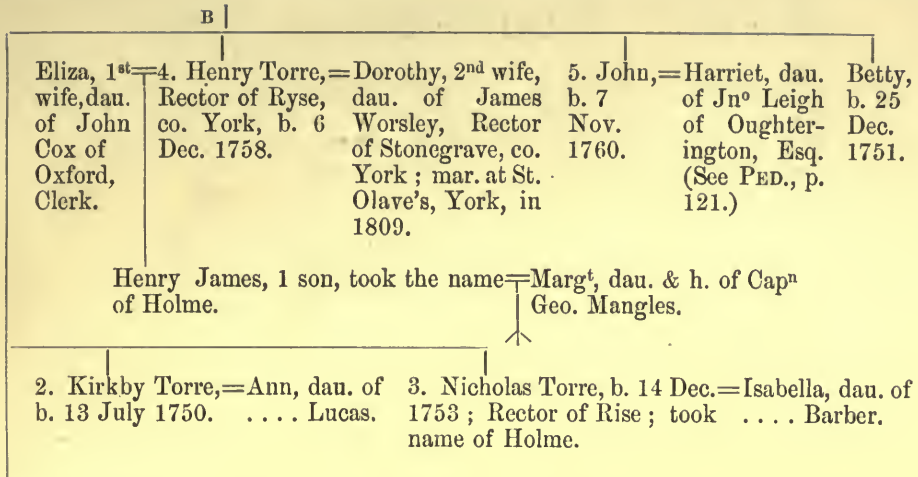 B
Eliza, 1st
wife, dau.
of John
Cox of
Oxford,
Clerk.
4. Henry Torre,
Rector of Ryse,
co. York, b. 6
Dec. 1758.
Dorothy, 2nd wife,
dau. of James
Worsley, Rector
of Stonegrave, co.
York ; mar. at St.
Olave's, York, in
1809.
5. John,
b. 7
Nov.
1760.
Harriet, dau.
of Jno Leigh
of Oughter-
ington, Esq.
(See PED., p.
121.)
Betty,
b. 25
Dec.
1751.
Henry James, 1 son, took the name
of Holme.
Margt, dau. & h. of Capn
Geo. Mangles.
2. Kirkby Torre,
b. 13 July 1750.
Ann, dau. of
.... Lucas.
3. Nicholas Torre, b. 14 Dec.
1753 ; Rector of Rise ; took
name of Holme.
Isabella, dau. of
.... Barber.